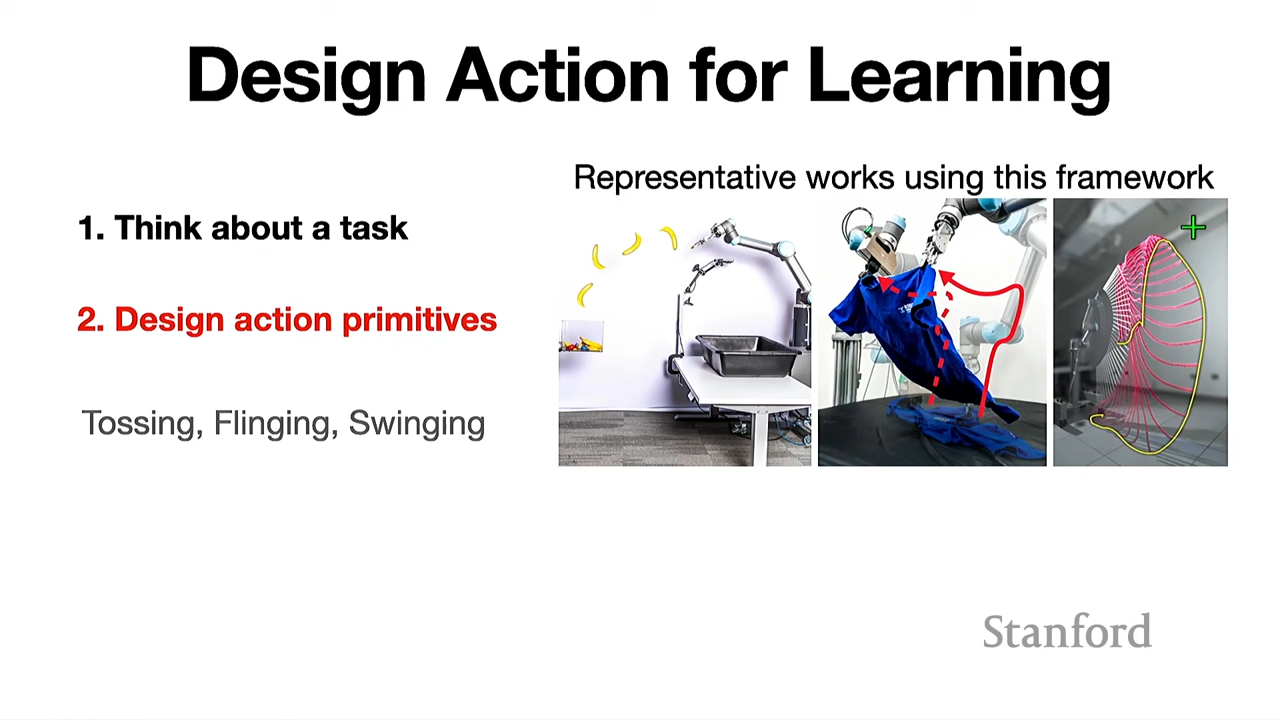 Design Action for Learning
Representative works using this framework
1. Think about a task
2. Design action primitives
Tossing, Flinging, Swinging
Stanford